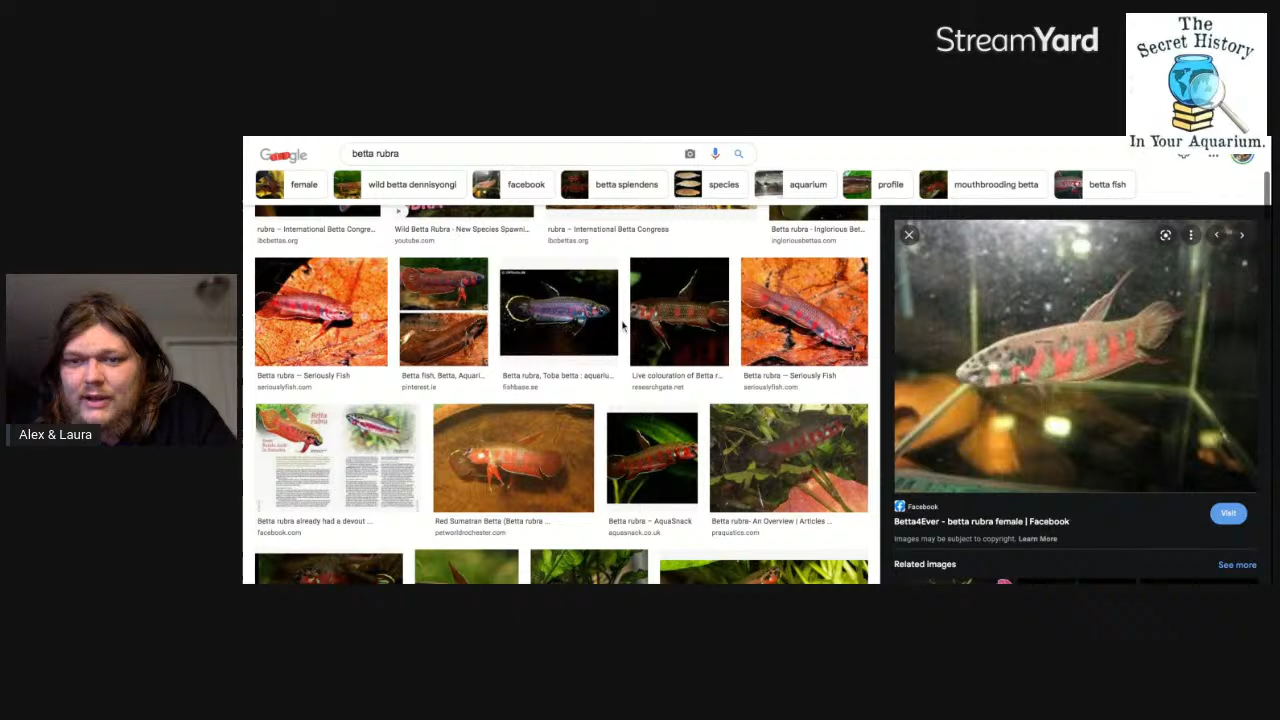 StreamYard
The
Secret History
In Your Aquarium.
Google
betta rubra
female
wild betta dennisyongi
facebook
betta splendens
species
aquarium
profile
mouthbrooding betta
betta fish
rubra – International Betta Congre...
ibcbettas.org
Wild Betta Rubra - New Species Spawni...
youtube.com
rubra – International Betta Congress
ibcbettas.org
Betta rubra - Inglorious Bet...
ingloriousbettas.com
Betta rubra – Seriously Fish
seriouslyfish.com
Betta fish, Betta, Aquari...
pinterest.ie
Betta rubra, Toba betta : aquariu...
fishbase.se
Live colouration of Betta r...
researchgate.net
Betta rubra – Seriously Fish
seriouslyfish.com
Betta
rubra
Betta rubra already had a devout ...
facebook.com
Red Sumatran Betta (Betta rubra ...
petworldrochester.com
Betta rubra – AquaSnack
aquasnack.co.uk
Betta rubra- An Overview | Articles ...
praquatics.com
Facebook
Betta4Ever - betta rubra female | Facebook
Visit
Images may be subject to copyright. Learn More
Related images
See more
Alex & Laura